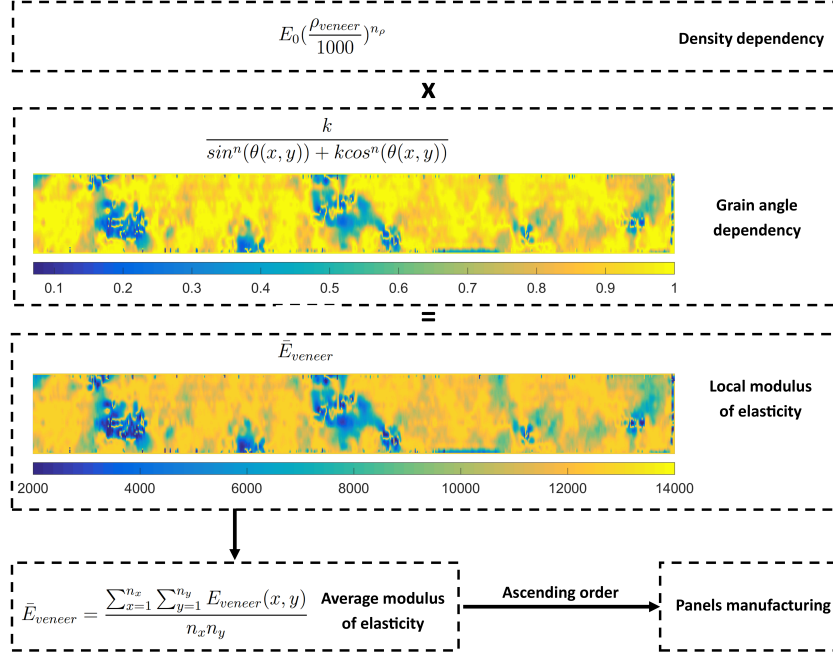 E_0(\frac{\rho_{veneer}}{1000})^{n_\rho}
Density dependency
x
\frac{k}{sin^n(\theta(x, y)) + kcos^n(\theta(x, y))}
Grain angle
dependency
0.1 0.2 0.3 0.4 0.5 0.6 0.7 0.8 0.9 1
=
\bar{E}_{veneer}
Local modulus
of elasticity
2000 4000 6000 8000 10000 12000 14000
\bar{E}_{veneer} = \frac{\sum_{x=1}^{n_x} \sum_{y=1}^{n_y} E_{veneer}(x, y)}{n_x n_y}
Average modulus
of elasticity
Ascending order
Panels manufacturing